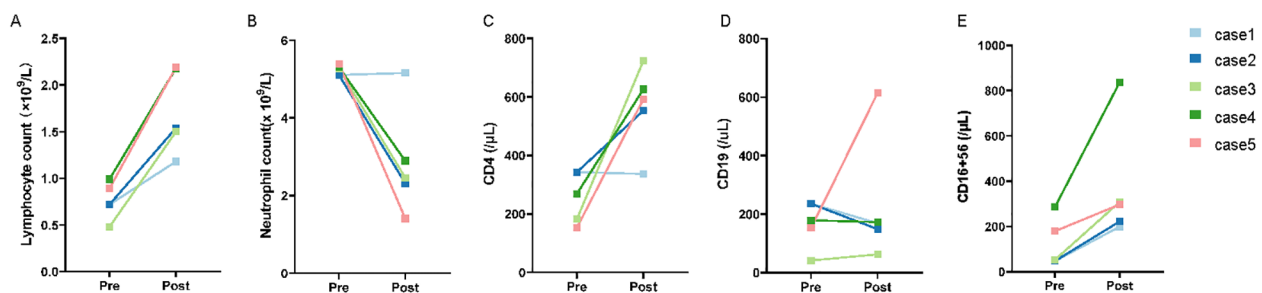 A
Lymphocyte count (×10⁹/L)
2.5
2.0
1.5
1.0
0.5
0.0
Pre Post
B
Neutrophil count(x 10⁹/L)
6
4
2
0
Pre Post
C
CD4 (/μL)
800
600
400
200
0
Pre Post
D
CD19 (/uL)
800
600
400
200
0
Pre Post
E
CD16+56 (/μL)
1000
800
600
400
200
0
Pre Post
case1
case2
case3
case4
case5